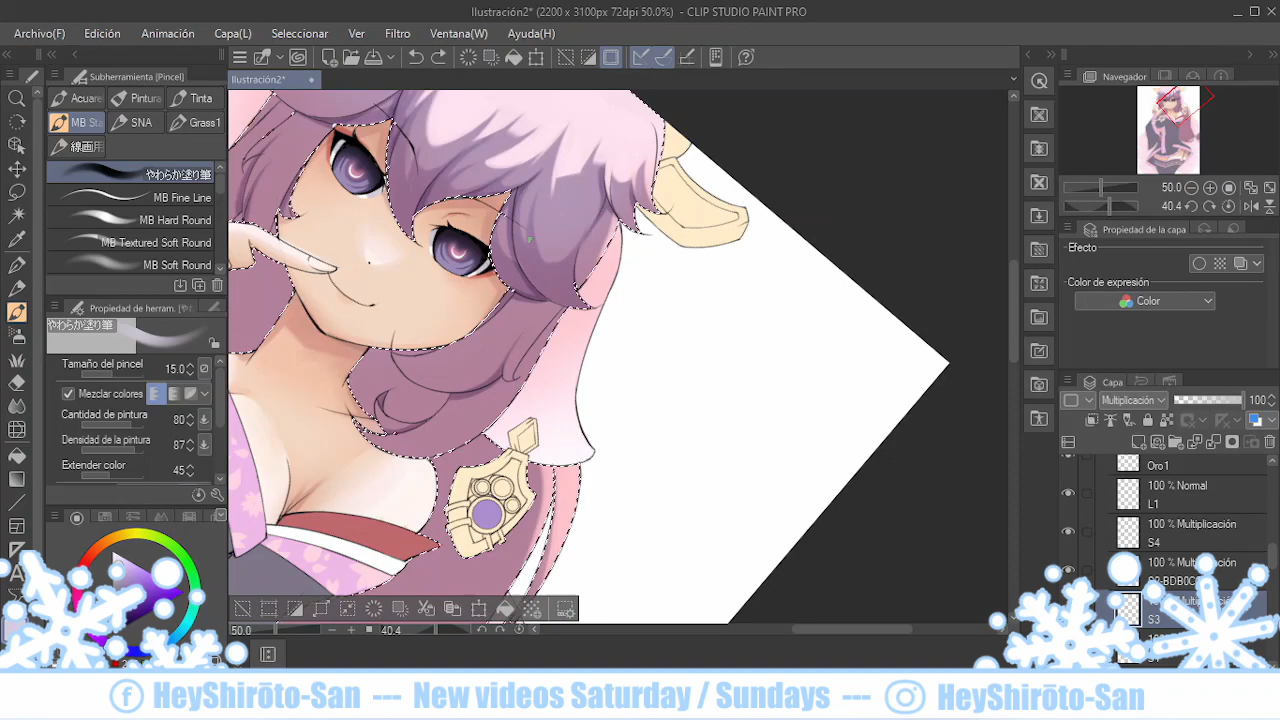 Ilustración2* (2200 x 3100px 72dpi 50.0%) - CLIP STUDIO PAINT PRO
Archivo(F) Edición Animación Capa(L) Seleccionar Ver Filtro Ventana(W) Ayuda(H)
Subherramienta (Pincel)
Ilustración2*
Navegador
Acuare Pintura Tinta
MB Sta SNA Grass1
線画用
やわらか塗り筆
MB Fine Line
MB Hard Round
MB Textured Soft Round
MB Soft Round
50.0
40.4
Propiedad de la capa
Efecto
Color de expresión
Color
Propiedad de herram.
やわらか塗り筆
Tamaño del pincel 15.0
Mezclar colores
Cantidad de pintura 80
Densidad de la pintura 87
Extender color 45
Capa
Multiplicación 100
Oro1
100 % Normal
L1
100 % Multiplicación
S4
100 % Multiplicación
S3
50.0 40.4
HeyShirōto-San --- New videos Saturday / Sundays --- HeyShirōto-San